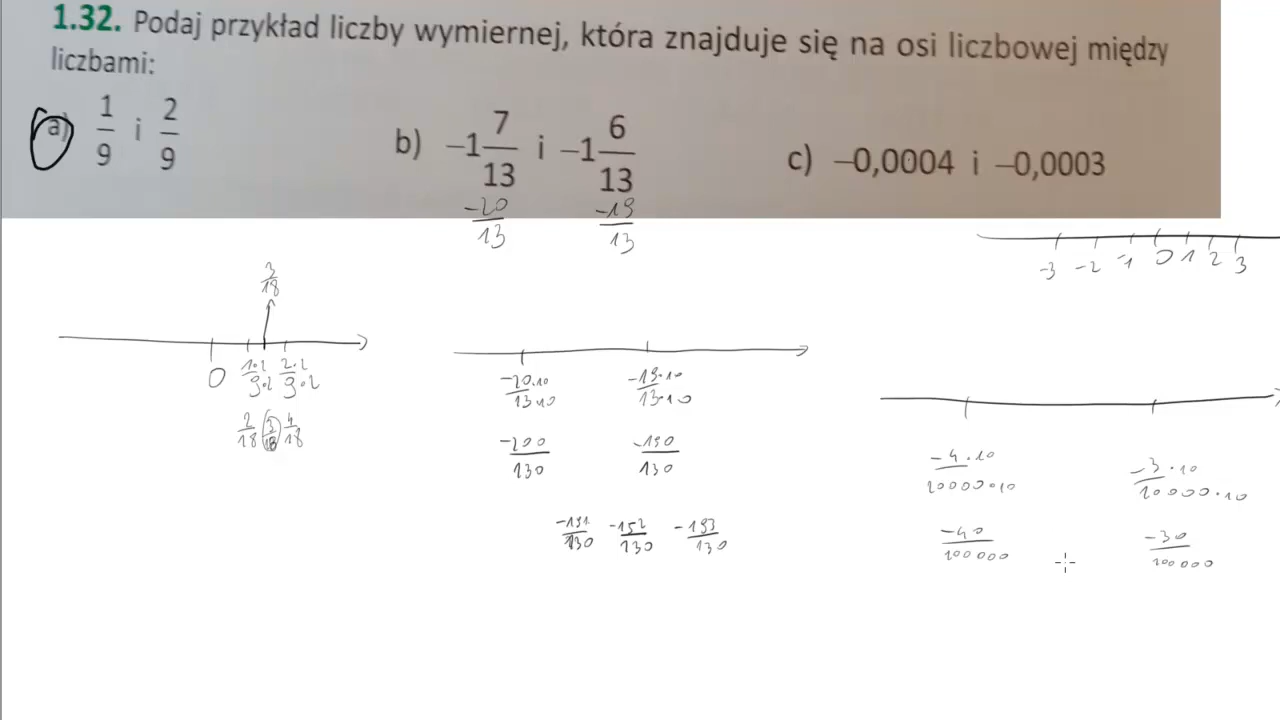 1.32. Podaj przykład liczby wymiernej, która znajduje się na osi liczbowej między
liczbami:
a) 1/9 i 2/9 b) –1 7/13 i –1 6/13 c) –0,0004 i –0,0003
-20/13 -19/13
-3 -2 -1 0 1 2 3
3/18
0 1·2/9·2 2·2/9·2
-20·10/13·10 -19·10/13·10
2/18 3/18 4/18
-200/130 -190/130
-4·10/10000·10 -3·10/10000·10
-191/130 -192/130 -193/130
-40/100000 -30/100000